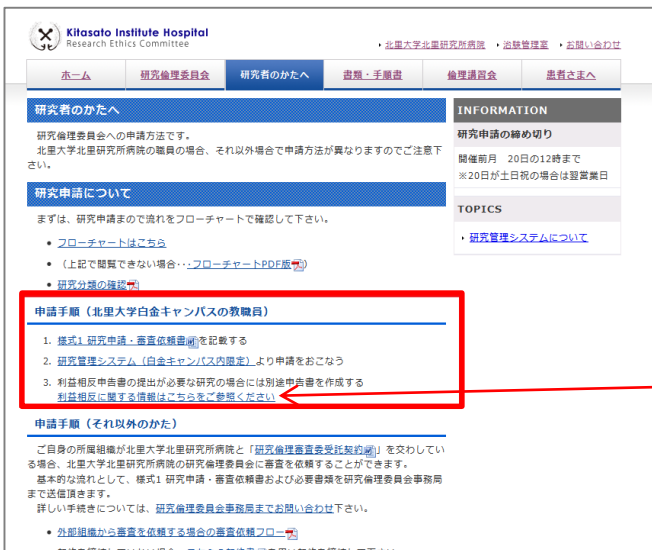 Kitasato Institute Hospital
Research Ethics Committee
北里大学北里研究所病院 治験管理室 お問い合わせ
ホーム 研究倫理委員会 研究者のかたへ 書類・手順書 倫理講習会 患者さまへ
研究者のかたへ
研究倫理委員会への申請方法です。
北里大学北里研究所病院の職員の場合、それ以外場合で申請方法が異なりますのでご注意下
さい。
研究申請について
まずは、研究申請まので流れをフローチャートで確認して下さい。
フローチャートはこちら
（上記で閲覧できない場合・・・フローチャートPDF版）
研究分類の確認
申請手順（北里大学白金キャンパスの教職員）
1. 様式1 研究申請・審査依頼書を記載する
2. 研究管理システム（白金キャンパス内限定）より申請をおこなう
3. 利益相反申告書の提出が必要な研究の場合には別途申告書を作成する
利益相反に関する情報はこちらをご参照ください
申請手順（それ以外のかた）
ご自身の所属組織が北里大学北里研究所病院と「研究倫理審査委受託契約」を交わしてい
る場合、北里大学北里研究所病院の研究倫理委員会に審査を依頼することができます。
基本的な流れとして、様式1 研究申請・審査依頼書および必要書類を研究倫理委員会事務局
まで送信頂きます。
詳しい手続きについては、研究倫理委員会事務局までお問い合わせ下さい。
外部組織から審査を依頼する場合の審査依頼フロー
INFORMATION
研究申請の締め切り
開催前月 20日の12時まで
※20日が土日祝の場合は翌営業日
TOPICS
研究管理システムについて